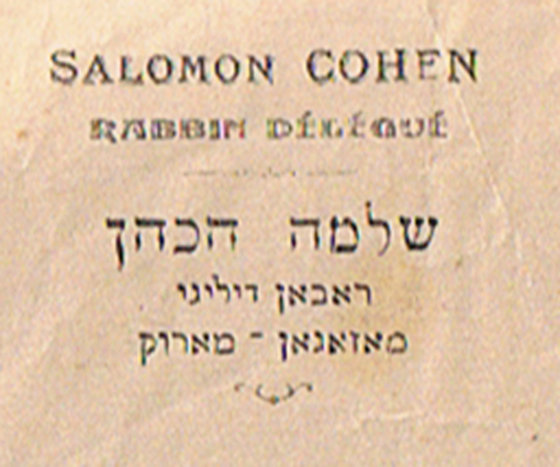 SALOMON COHEN
RABBIN DÉLÉGUÉ
שלמה הכהן
ראבאן דיליגי
מאזאגאן - מארוק